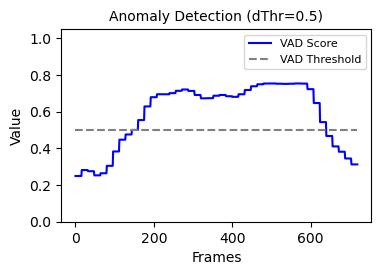 Anomaly Detection (dThr=0.5)
1.0
0.8
0.6
0.4
0.2
0.0
Value
VAD Score
VAD Threshold
0
200
400
600
Frames